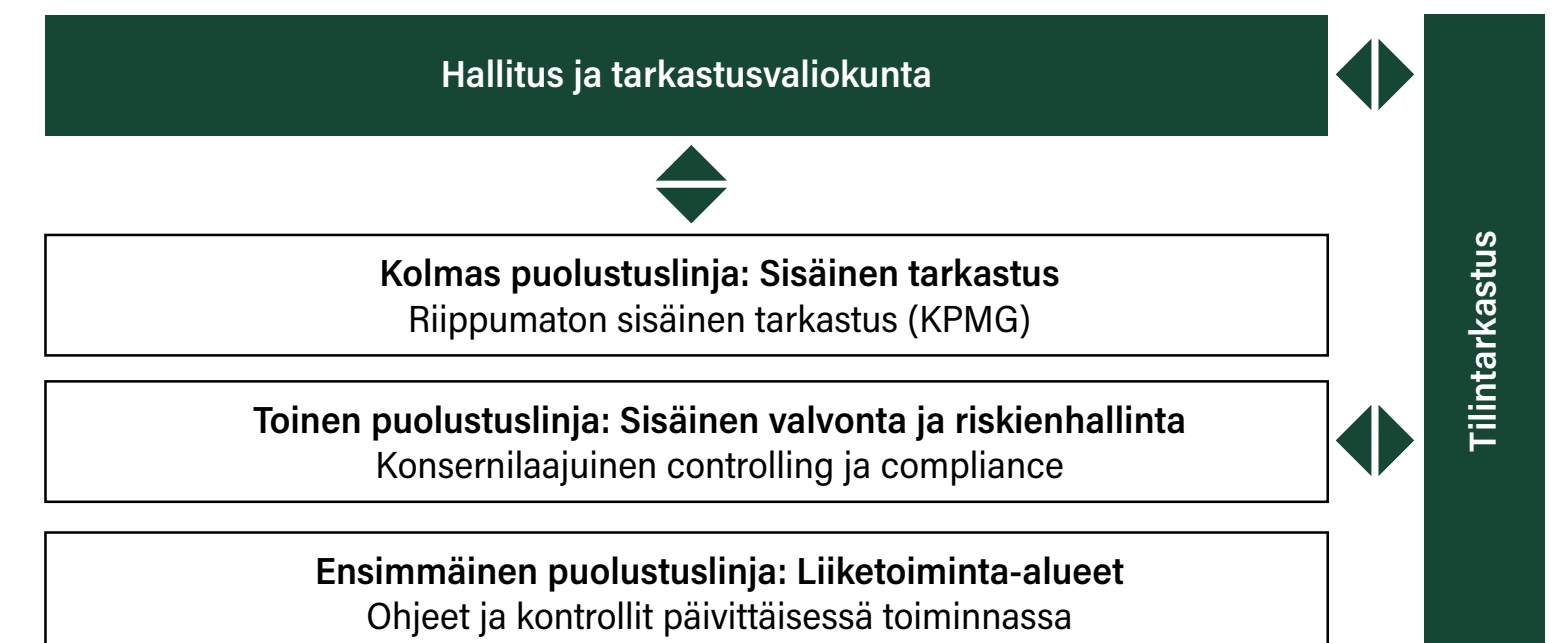 Hallitus ja tarkastusvaliokunta
Kolmas puolustuslinja: Sisäinen tarkastus
Riippumaton sisäinen tarkastus (KPMG)
Toinen puolustuslinja: Sisäinen valvonta ja riskienhallinta
Konsernilaajuinen controlling ja compliance
Ensimmäinen puolustuslinja: Liiketoiminta-alueet
Ohjeet ja kontrollit päivittäisessä toiminnassa
Tilintarkastus